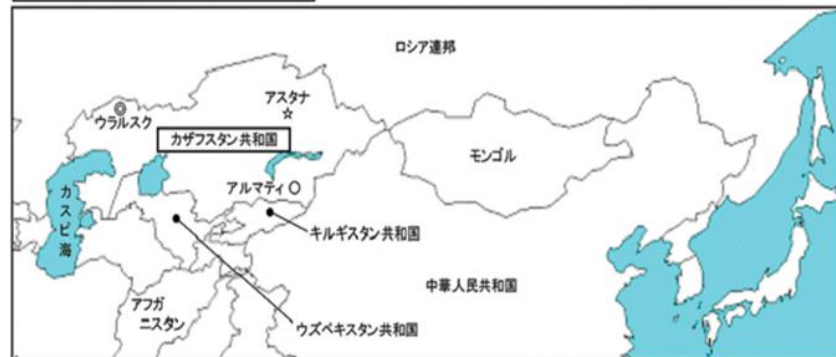 ロシア連邦
アスタナ
☆
◎
ウラルスク
カザフスタン共和国
モンゴル
アルマティ○
カスピ海
キルギスタン共和国
中華人民共和国
アフガ
ニスタン
ウズベキスタン共和国